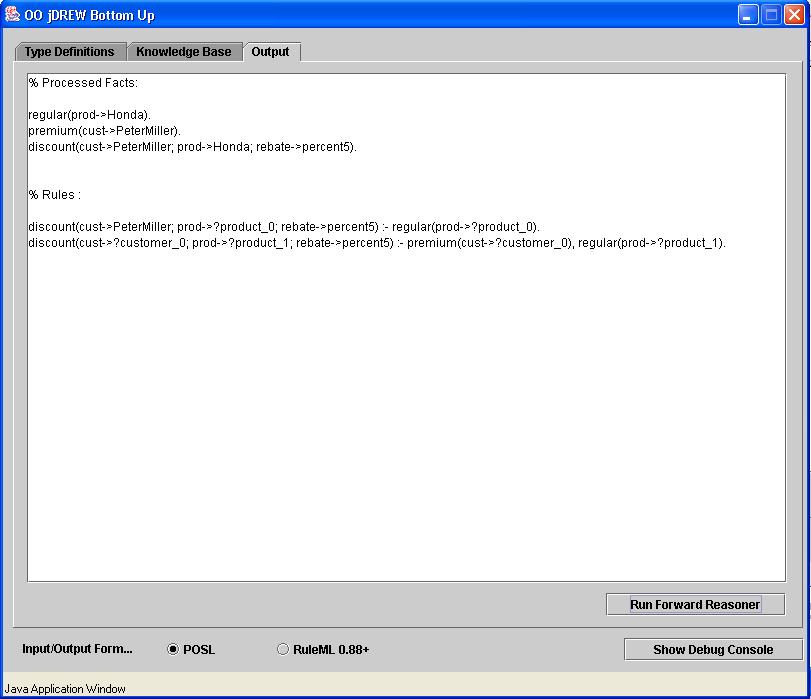 OO jDREW Bottom Up
Type Definitions Knowledge Base Output
% Processed Facts:
regular(prod->Honda).
premium(cust->PeterMiller).
discount(cust->PeterMiller; prod->Honda; rebate->percent5).
% Rules :
discount(cust->PeterMiller; prod->?product_0; rebate->percent5) :- regular(prod->?product_0).
discount(cust->?customer_0; prod->?product_1; rebate->percent5) :- premium(cust->?customer_0), regular(prod->?product_1).
Run Forward Reasoner
Input/Output Form... POSL RuleML 0.88+ Show Debug Console
Java Application Window